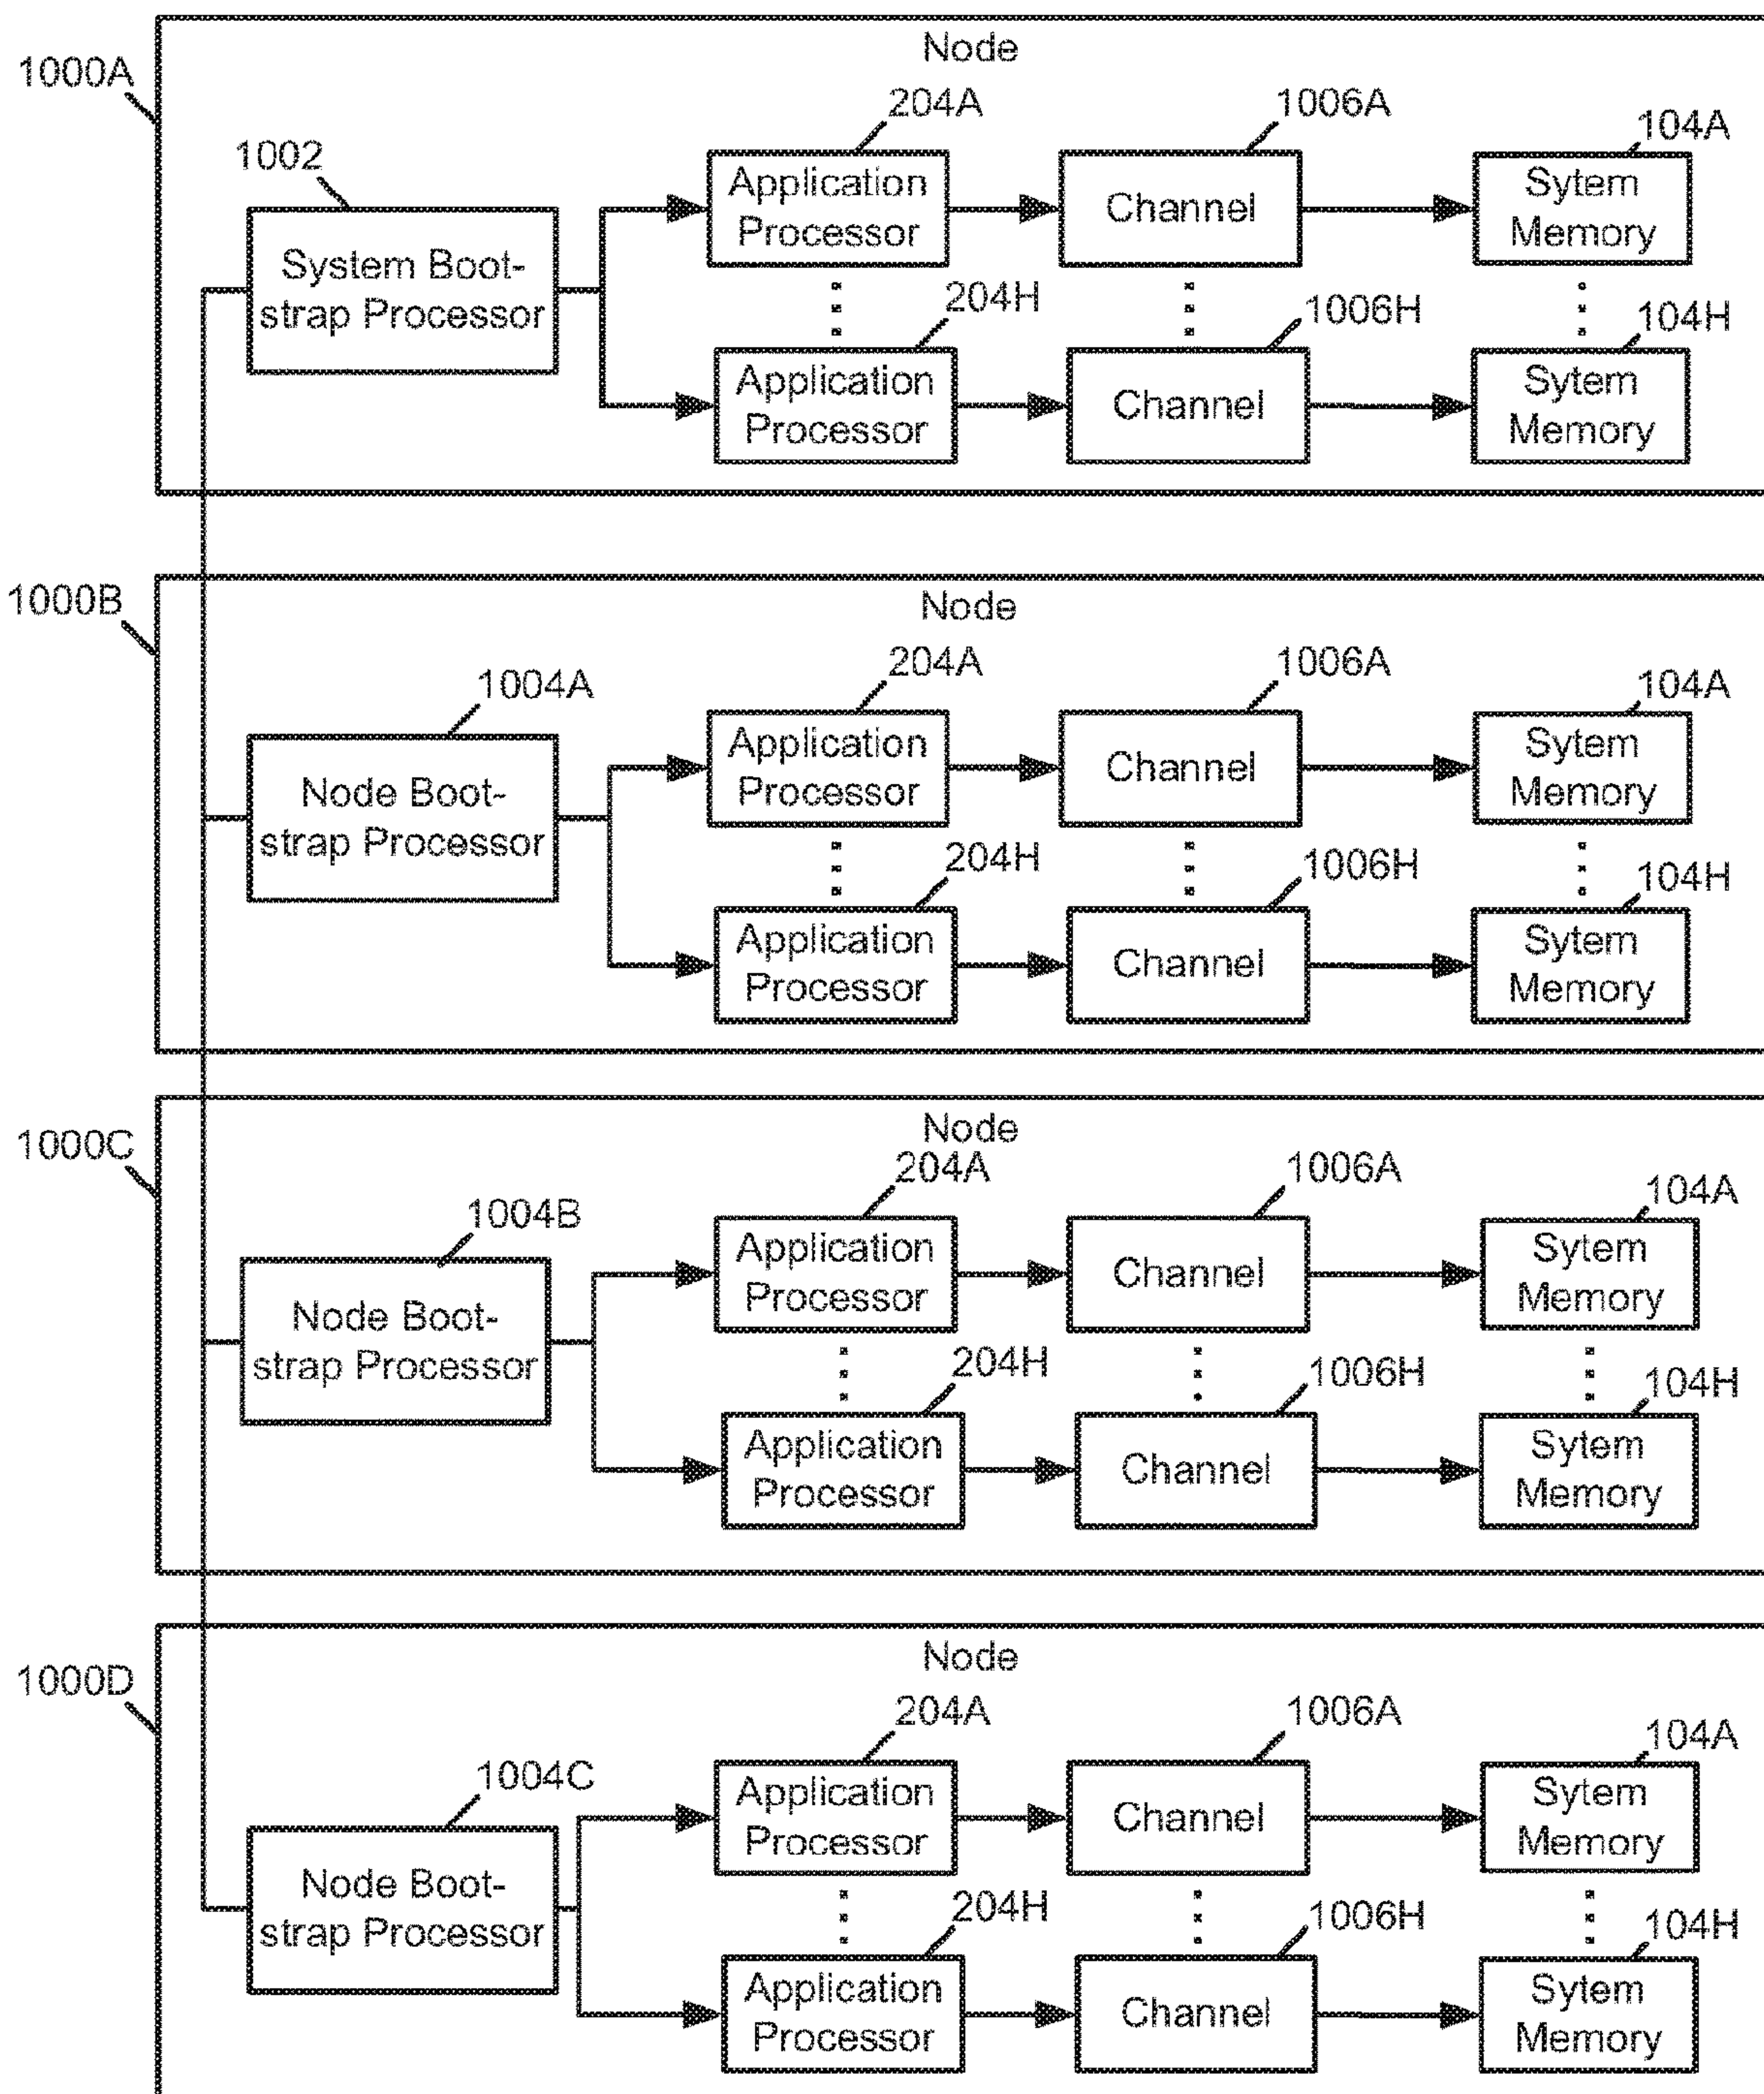 Node
1000A
204A
1006A
104A
1002
Application
Processor
Channel
Sytem
Memory
System Boot-
strap Processor
204H
1006H
104H
Application
Processor
Channel
Sytem
Memory
Node
1000B
204A
1006A
104A
1004A
Application
Processor
Channel
Sytem
Memory
Node Boot-
strap Processor
204H
1006H
104H
Application
Processor
Channel
Sytem
Memory
Node
1000C
204A
1006A
104A
1004B
Application
Processor
Channel
Sytem
Memory
Node Boot-
strap Processor
204H
1006H
104H
Application
Processor
Channel
Sytem
Memory
Node
1000D
204A
1006A
104A
1004C
Application
Processor
Channel
Sytem
Memory
Node Boot-
strap Processor
204H
1006H
104H
Application
Processor
Channel
Sytem
Memory